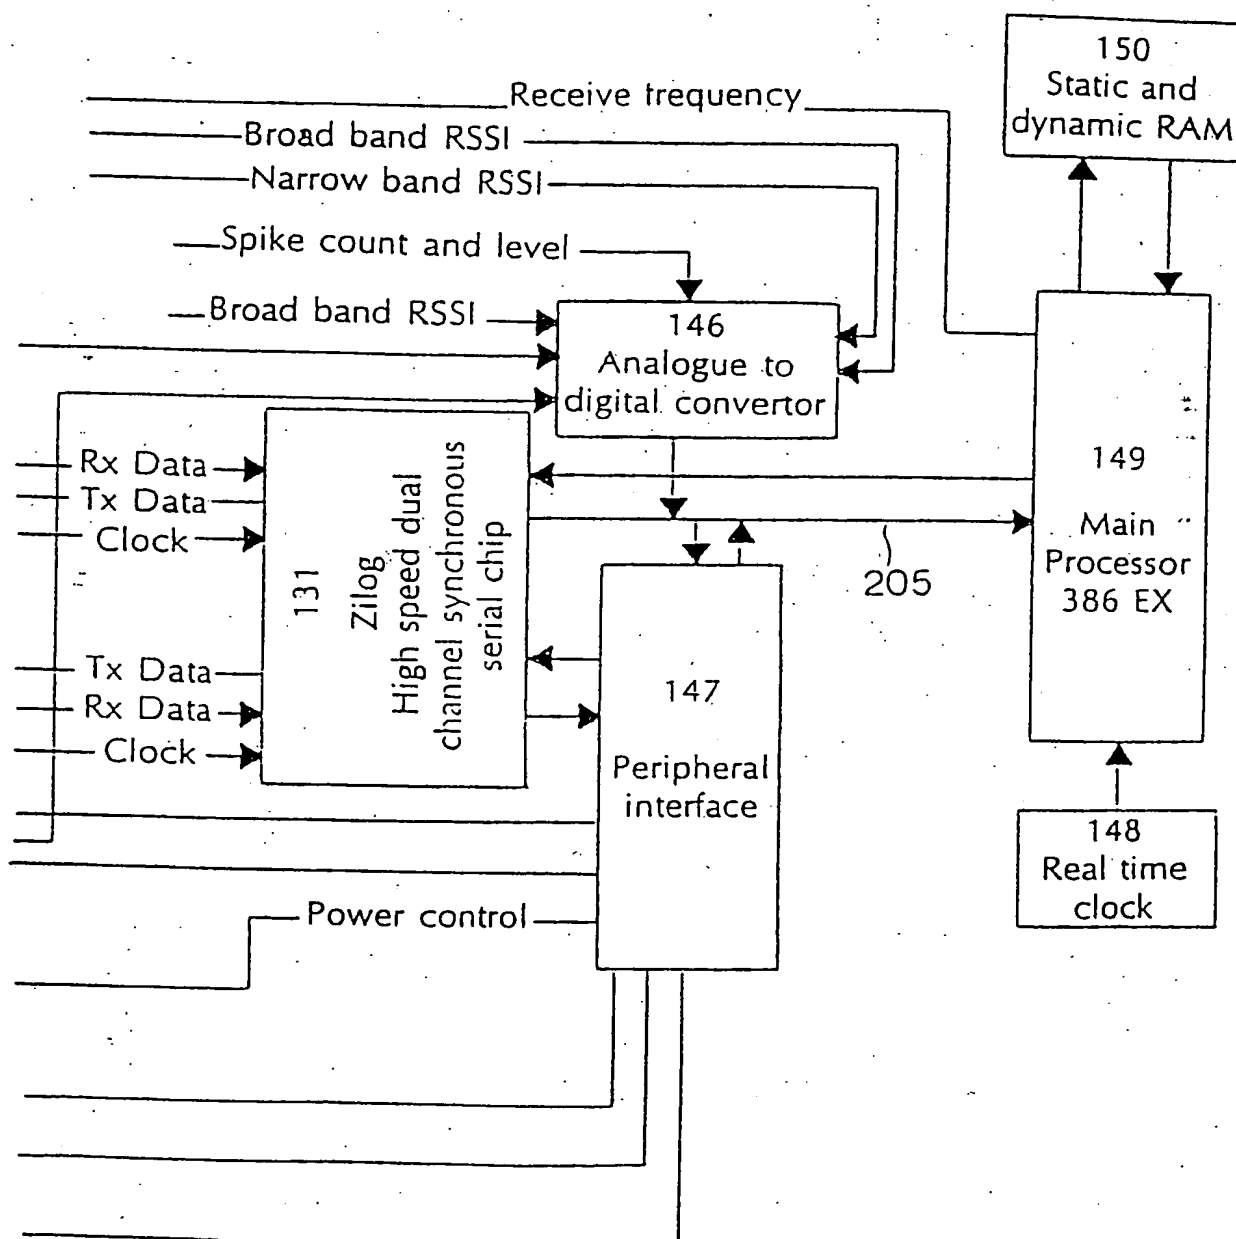 150
Static and
dynamic RAM
Receive trequency
Broad band RSSI
Narrow band RSSI
Spike count and level
Broad band RSSI
146
Analogue to
digital convertor
Rx Data
Tx Data
Clock
131
Zilog
High speed dual
channel synchronous
serial chip
149
Main
Processor
386 EX
205
Tx Data
Rx Data
Clock
147
Peripheral
interface
148
Real time
clock
Power control